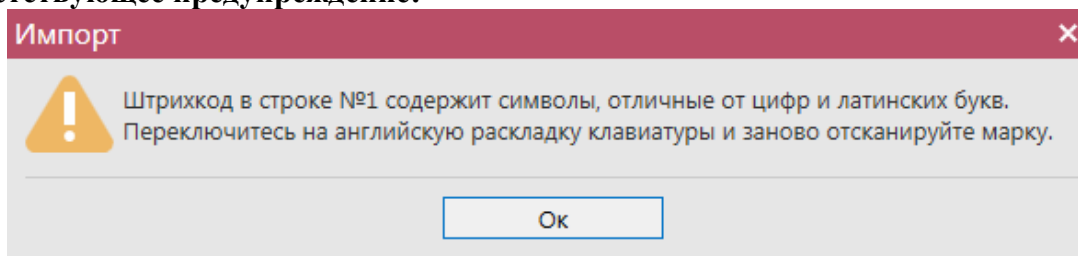 предупреждение:
Импорт
Штрихкод в строке №1 содержит символы, отличные от цифр и латинских букв.
Переключитесь на английскую раскладку клавиатуры и заново отсканируйте марку.
Ок